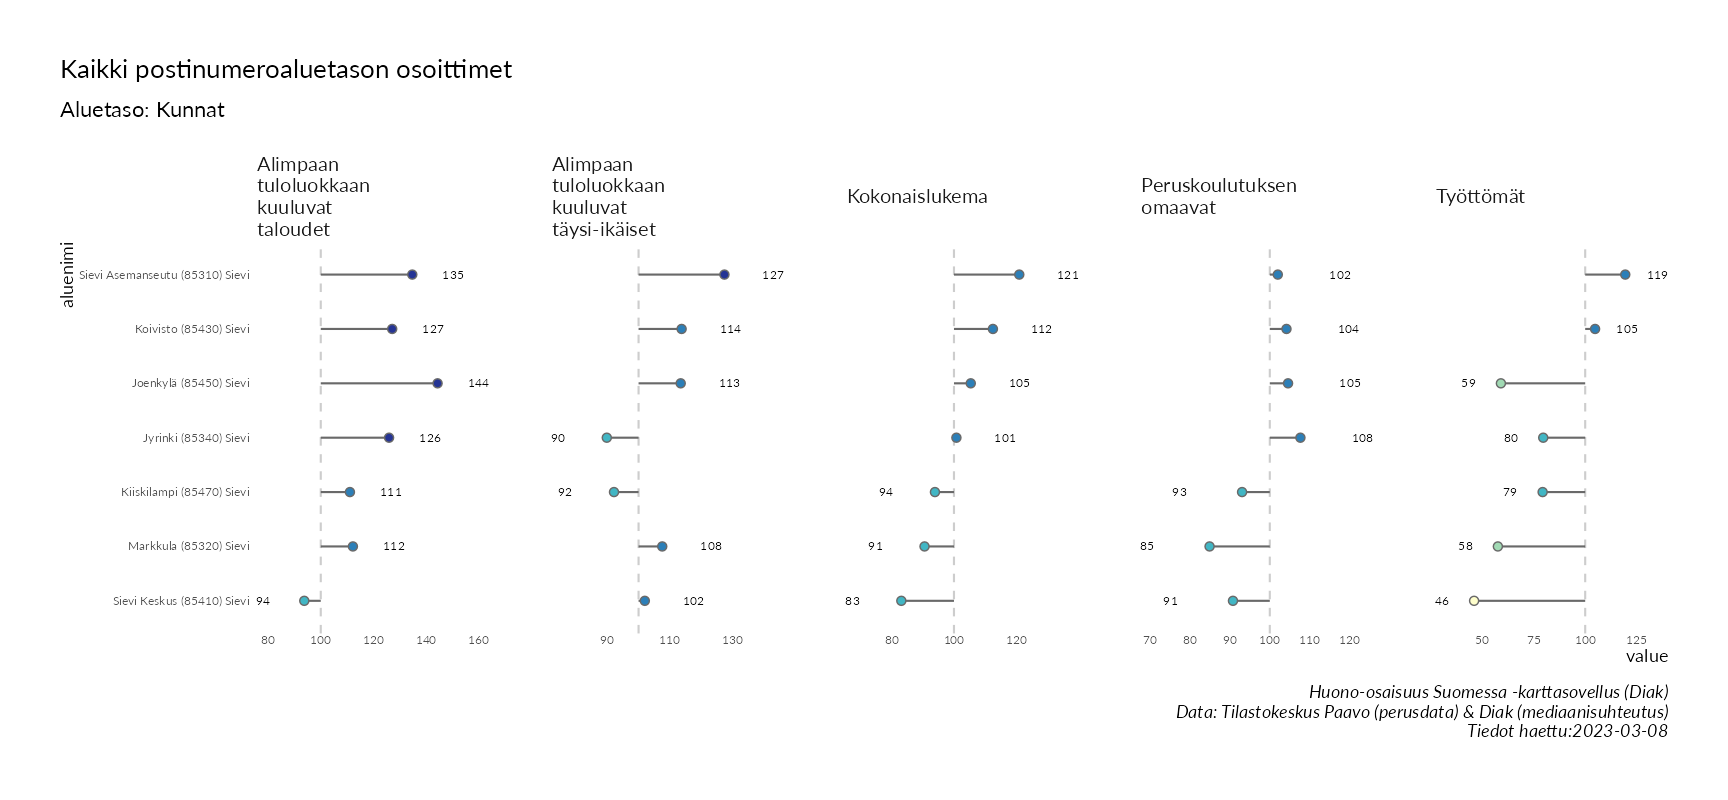 Kaikki postinumeroaluetason osoittimet
Aluetaso: Kunnat
Alimpaan
tuloluokkaan
kuuluvat
taloudet
Alimpaan
tuloluokkaan
kuuluvat
täysi-ikäiset
Kokonaislukema
Peruskoulutuksen
omaavat
Työttömät
aluenimi
Sievi Asemanseutu (85310) Sievi 135 127 121 102 119
Koivisto (85430) Sievi 127 114 112 104 105
Joenkylä (85450) Sievi 144 113 105 105 59
Jyrinki (85340) Sievi 126 90 101 108 80
Kiiskilampi (85470) Sievi 111 92 94 93 79
Markkula (85320) Sievi 112 108 91 85 58
Sievi Keskus (85410) Sievi 94 102 83 91 46
80 100 120 140 160 90 110 130 80 100 120 70 80 90 100 110 120 50 75 100 125
value
Huono-osaisuus Suomessa -karttasovellus (Diak)
Data: Tilastokeskus Paavo (perusdata) & Diak (mediaanisuhteutus)
Tiedot haettu:2023-03-08